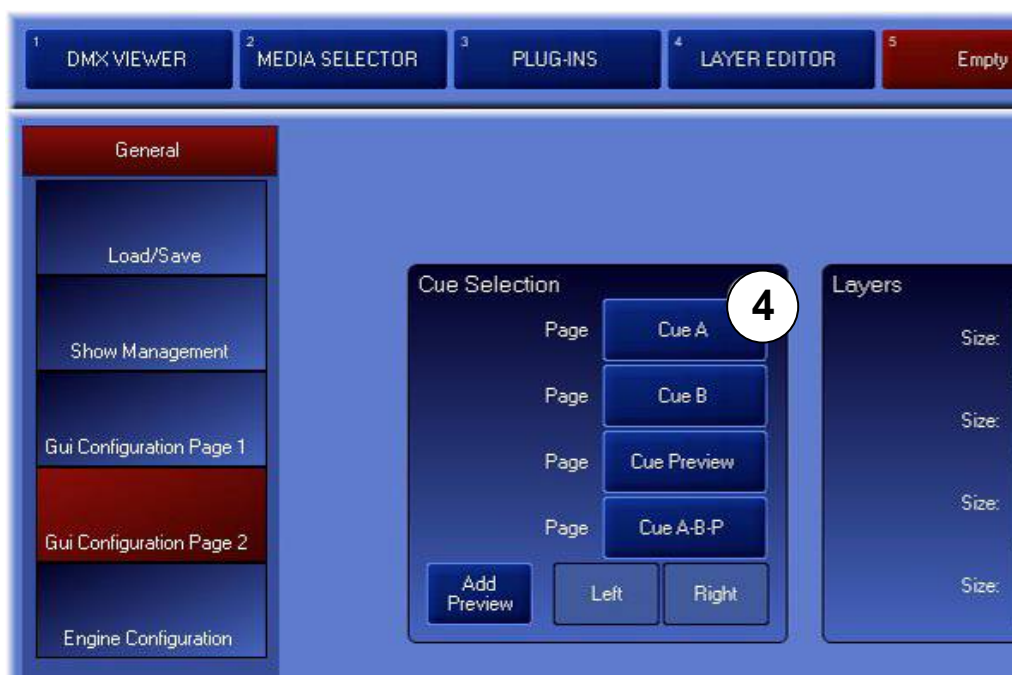 1 DMX VIEWER 2 MEDIA SELECTOR 3 PLUG-INS 4 LAYER EDITOR 5 Empty
General
Load/Save
Show Management
Gui Configuration Page 1
Gui Configuration Page 2
Engine Configuration
Cue Selection
4
Page Cue A
Page Cue B
Page Cue Preview
Page Cue A-B-P
Add
Preview
Left Right
Layers
Size:
Size:
Size:
Size: